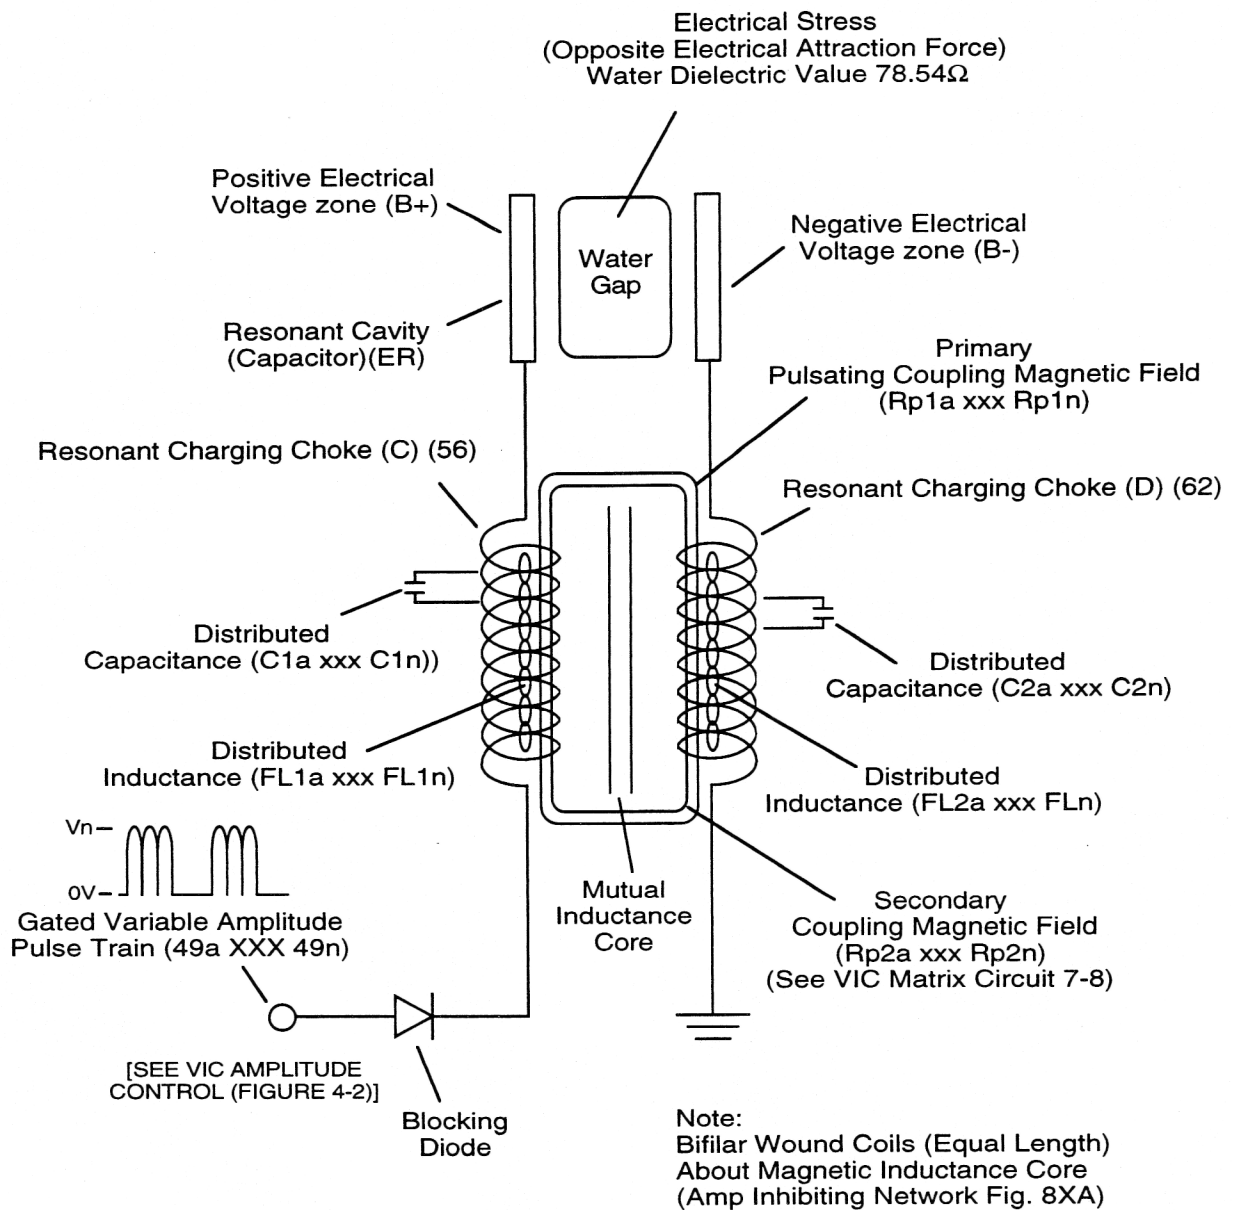 Electrical Stress
(Opposite Electrical Attraction Force)
Water Dielectric Value 78.54Ω
Positive Electrical
Voltage zone (B+)
Water
Gap
Negative Electrical
Voltage zone (B-)
Resonant Cavity
(Capacitor)(ER)
Primary
Pulsating Coupling Magnetic Field
(Rp1a xxx Rp1n)
Resonant Charging Choke (C) (56)
Resonant Charging Choke (D) (62)
Distributed
Capacitance (C1a xxx C1n))
Distributed
Capacitance (C2a xxx C2n)
Distributed
Inductance (FL1a xxx FL1n)
Distributed
Inductance (FL2a xxx FLn)
Vn
0V
Gated Variable Amplitude
Pulse Train (49a XXX 49n)
Mutual
Inductance
Core
Secondary
Coupling Magnetic Field
(Rp2a xxx Rp2n)
(See VIC Matrix Circuit 7-8)
[SEE VIC AMPLITUDE
CONTROL (FIGURE 4-2)]
Blocking
Diode
Note:
Bifilar Wound Coils (Equal Length)
About Magnetic Inductance Core
(Amp Inhibiting Network Fig. 8XA)